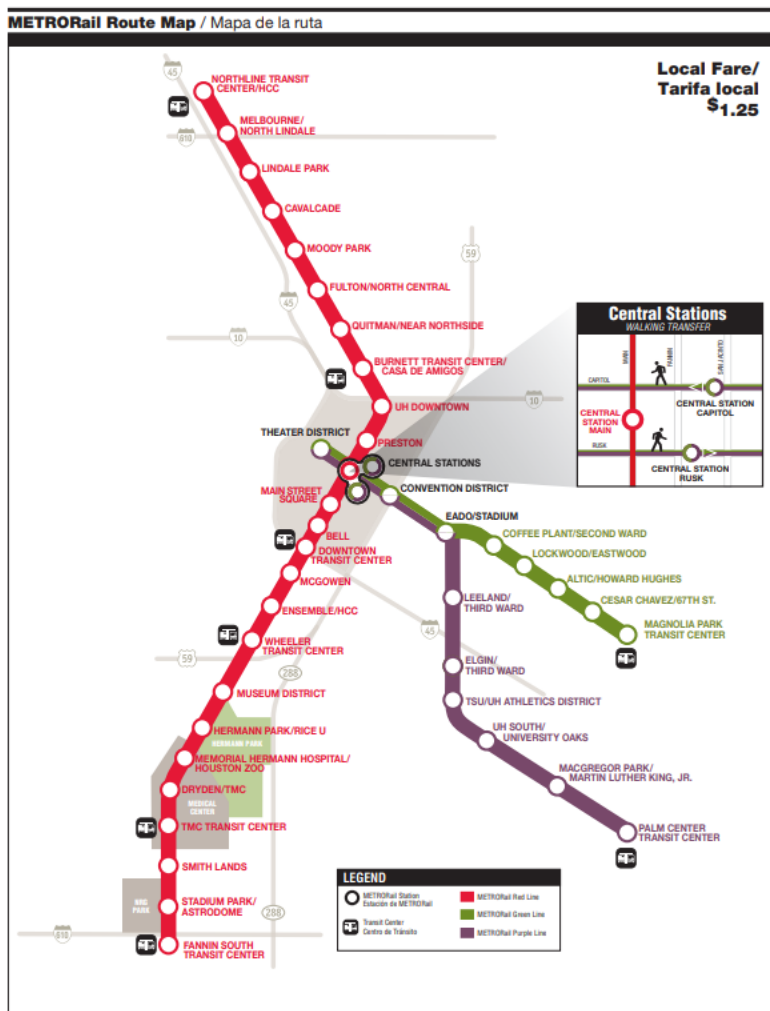 METRORail Route Map / Mapa de la ruta
Local Fare/
Tarifa local
$1.25
45
NORTHLINE TRANSIT
CENTER/HCC
MELBOURNE/
NORTH LINDALE
610
LINDALE PARK
CAVALCADE
MOODY PARK
59
FULTON/NORTH CENTRAL
45
QUITMAN/NEAR NORTHSIDE
10
BURNETT TRANSIT CENTER/
CASA DE AMIGOS
UH DOWNTOWN
10
THEATER DISTRICT
PRESTON
CENTRAL STATIONS
CONVENTION DISTRICT
MAIN STREET
SQUARE
EADO/STADIUM
BELL
COFFEE PLANT/SECOND WARD
DOWNTOWN
TRANSIT CENTER
LOCKWOOD/EASTWOOD
MCGOWEN
ALTIC/HOWARD HUGHES
LEELAND/
THIRD WARD
CESAR CHAVEZ/67TH ST.
ENSEMBLE/HCC
MAGNOLIA PARK
TRANSIT CENTER
45
WHEELER
TRANSIT CENTER
59
288
ELGIN/
THIRD WARD
MUSEUM DISTRICT
TSU/UH ATHLETICS DISTRICT
HERMANN PARK/RICE U
HERMANN PARK
UH SOUTH/
UNIVERSITY OAKS
MEMORIAL HERMANN HOSPITAL/
HOUSTON ZOO
MACGREGOR PARK/
MARTIN LUTHER KING, JR.
DRYDEN/TMC
MEDICAL
CENTER
TMC TRANSIT CENTER
PALM CENTER
TRANSIT CENTER
SMITH LANDS
NRG
PARK
STADIUM PARK/
ASTRODOME
288
610
FANNIN SOUTH
TRANSIT CENTER
Central Stations
WALKING TRANSFER
MAIN
FANNIN
SAN JACINTO
CAPITOL
CENTRAL STATION
CAPITOL
CENTRAL
STATION
MAIN
RUSK
CENTRAL STATION
RUSK
LEGEND
METRORail Station
Estación de METRORail
Transit Center
Centro de Tránsito
METRORail Red Line
METRORail Green Line
METRORail Purple Line